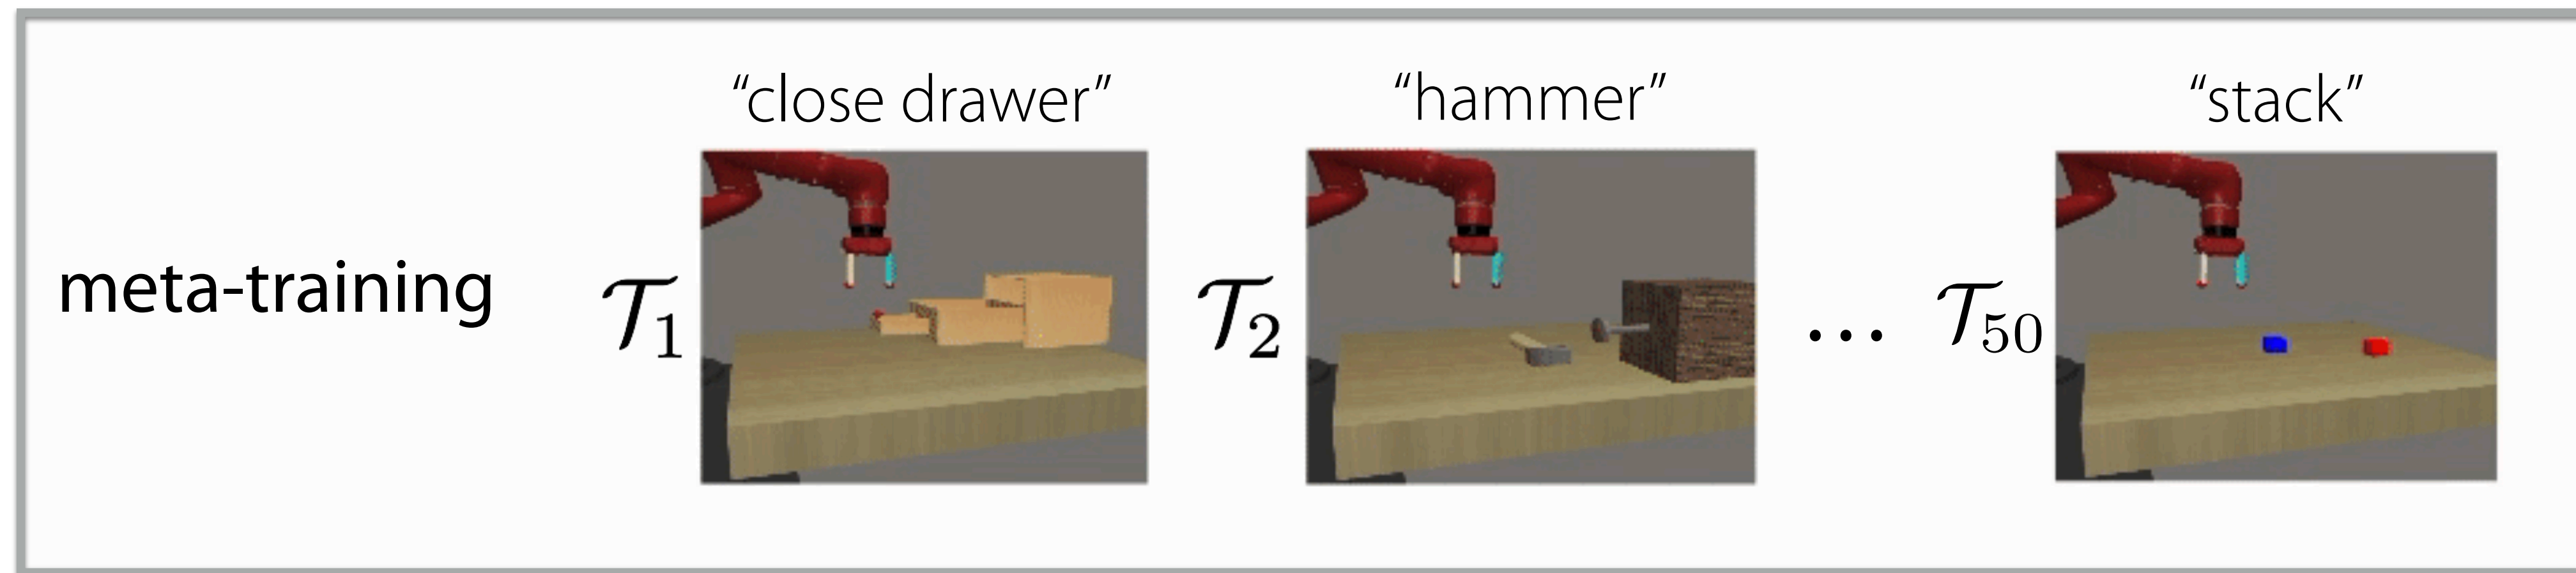 “close drawer” “hammer” “stack”
meta-training 𝒯₁ 𝒯₂ ... 𝒯₅₀